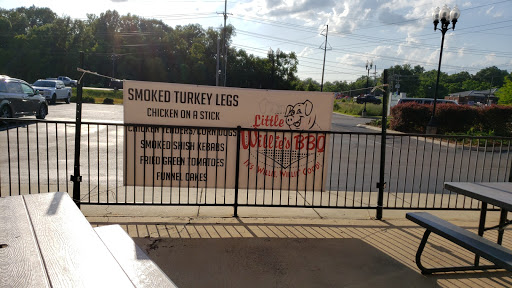 SMOKED TURKEY LEGS
CHICKEN ON A STICK
CHICKEN TENDERS/CORN DOGS
SMOKED SHISH KEBABS
FRIED GREEN TOMATOES
FUNNEL CAKES
Little
Willie's BBQ